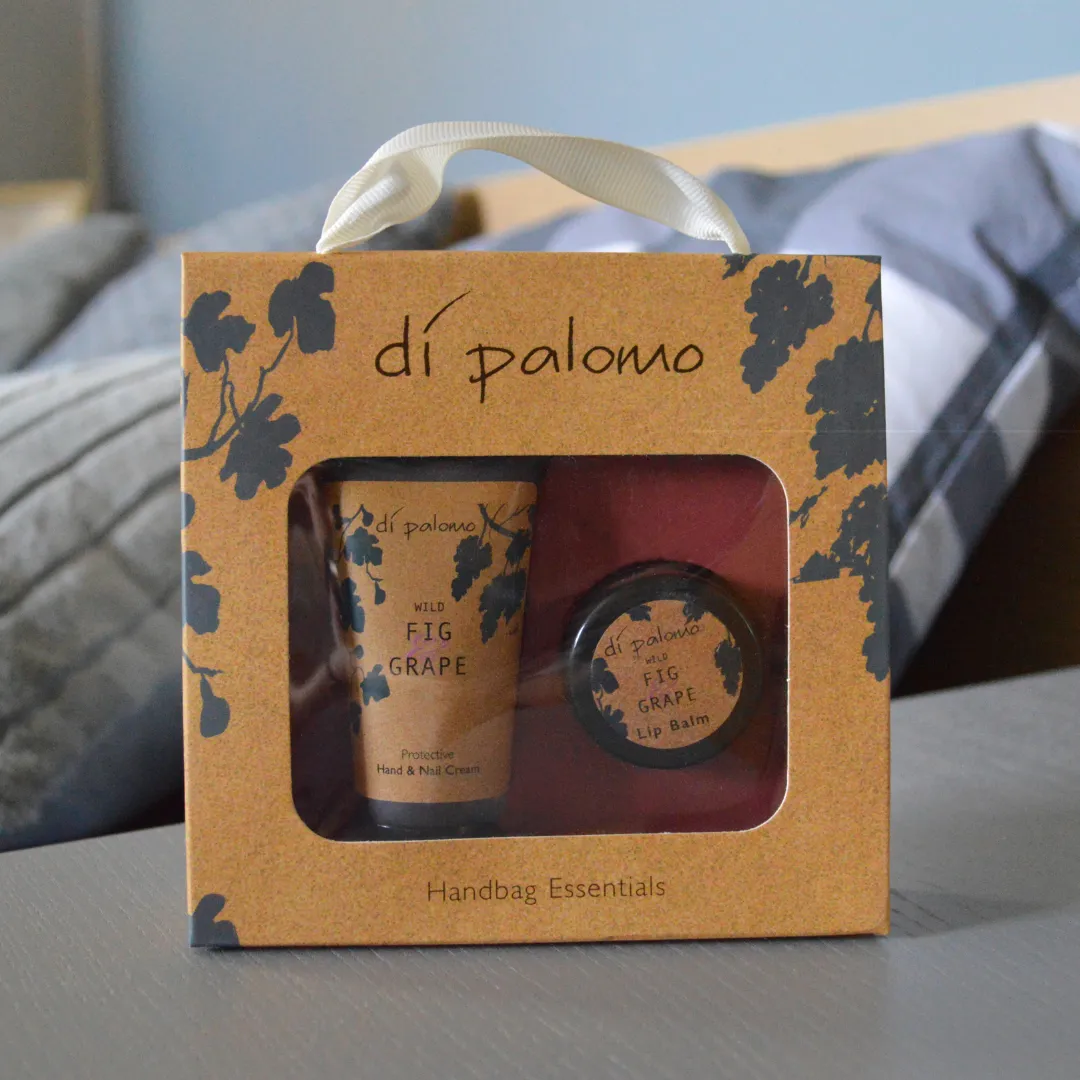 dí palomo
dí palomo
WILD
FIG
GRAPE
Protective
Hand & Nail Cream
dí palomo
WILD
FIG
GRAPE
Lip Balm
Handbag Essentials